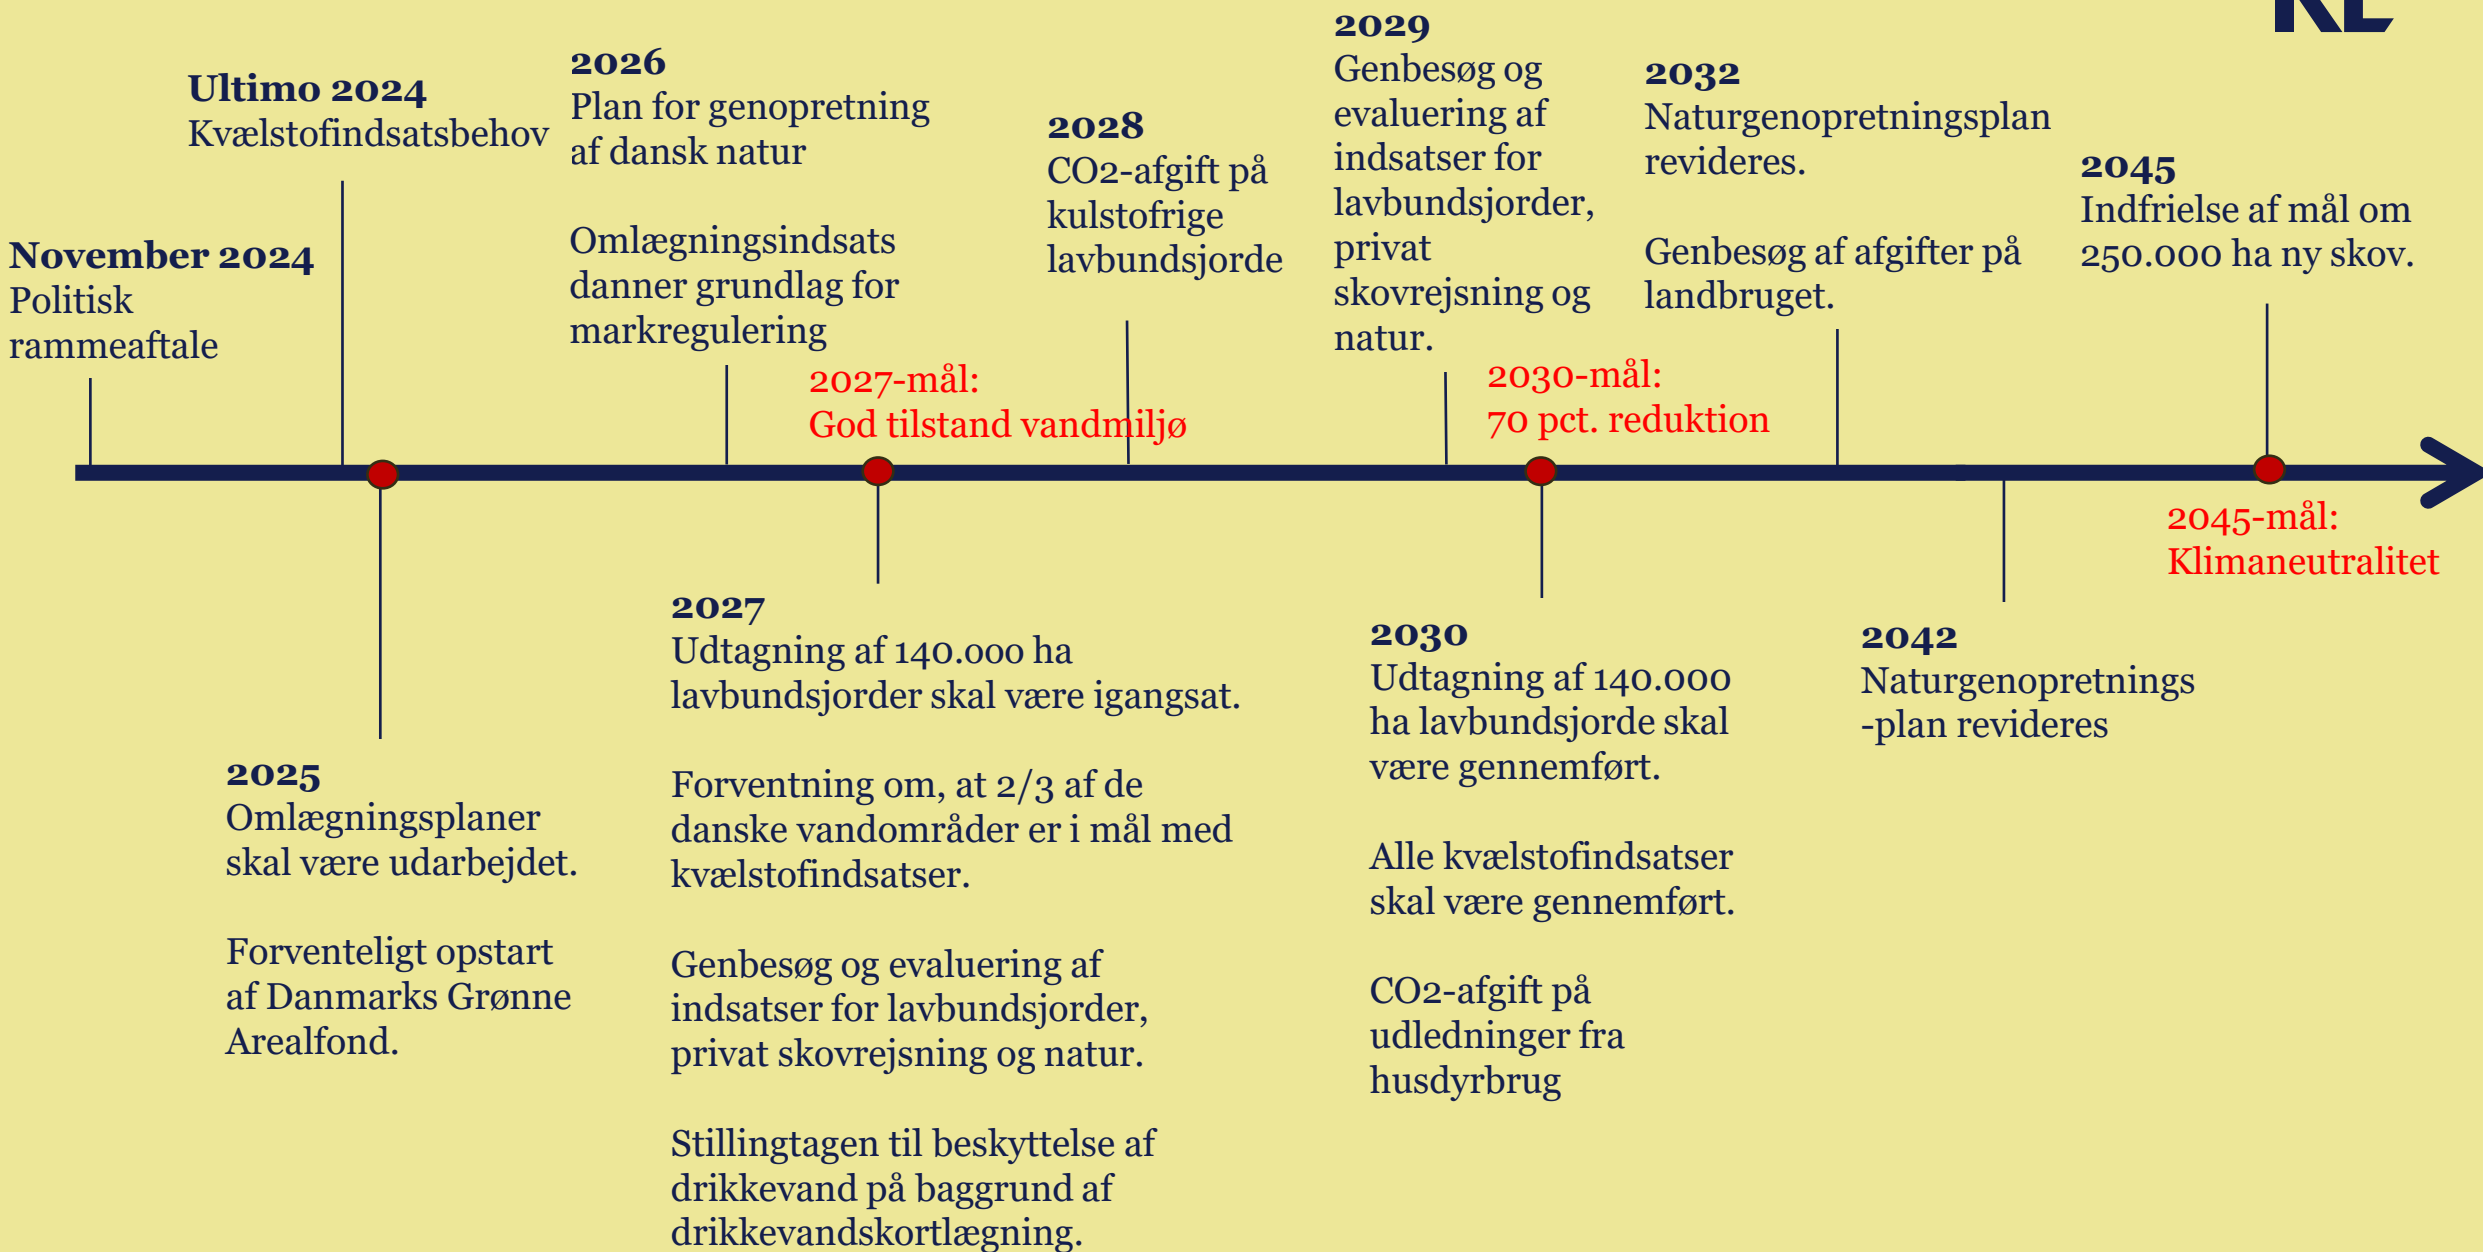 KL
November 2024
Politisk
rammeaftale
Ultimo 2024
Kvælstofindsatsbehov
2025
Omlægningsplaner
skal være udarbejdet.
Forventeligt opstart
af Danmarks Grønne
Arealfond.
2026
Plan for genopretning
af dansk natur
Omlægningsindsats
danner grundlag for
markregulering
2027-mål:
God tilstand vandmiljø
2027
Udtagning af 140.000 ha
lavbundsjorder skal være igangsat.
Forventning om, at 2/3 af de
danske vandområder er i mål med
kvælstofindsatser.
Genbesøg og evaluering af
indsatser for lavbundsjorder,
privat skovrejsning og natur.
Stillingtagen til beskyttelse af
drikkevand på baggrund af
drikkevandskortlægning.
2028
CO2-afgift på
kulstofrige
lavbundsjorde
2029
Genbesøg og
evaluering af
indsatser for
lavbundsjorder,
privat
skovrejsning og
natur.
2030-mål:
70 pct. reduktion
2030
Udtagning af 140.000
ha lavbundsjorde skal
være gennemført.
Alle kvælstofindsatser
skal være gennemført.
CO2-afgift på
udledninger fra
husdyrbrug
2032
Naturgenopretningsplan
revideres.
Genbesøg af afgifter på
landbruget.
2042
Naturgenopretnings
-plan revideres
2045
Indfrielse af mål om
250.000 ha ny skov.
2045-mål:
Klimaneutralitet